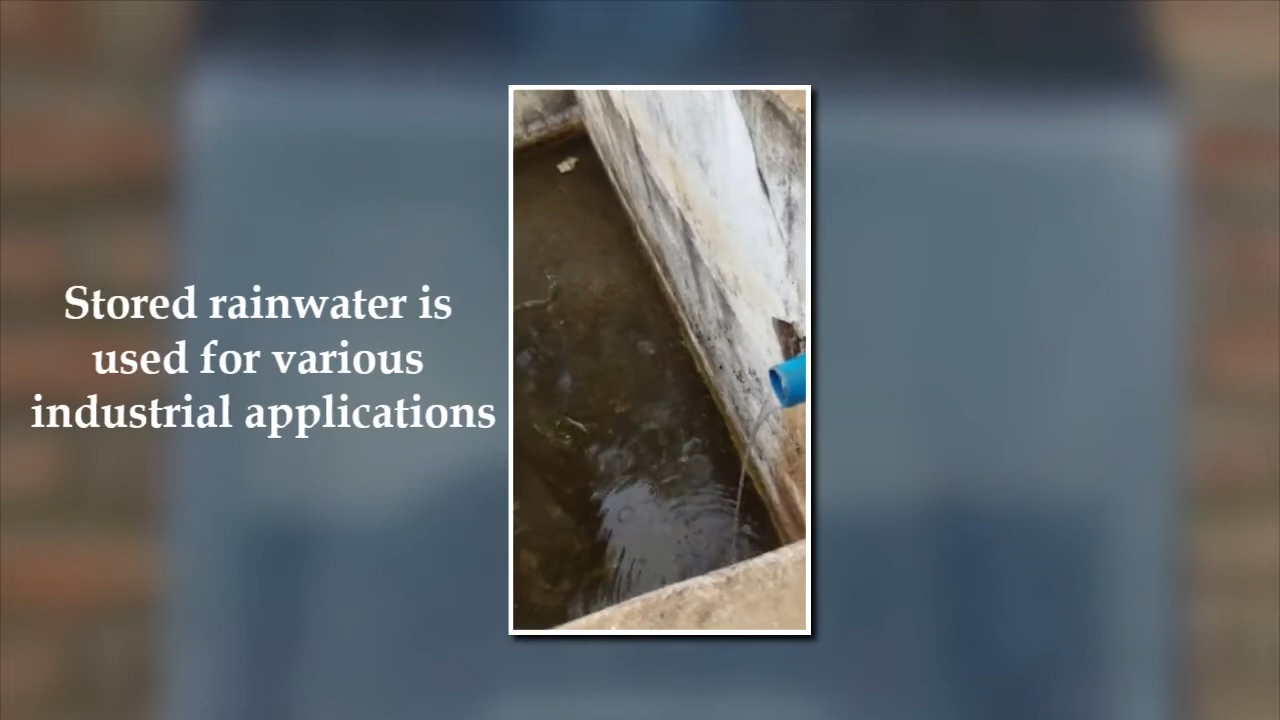 Stored rainwater is
used for various
industrial applications